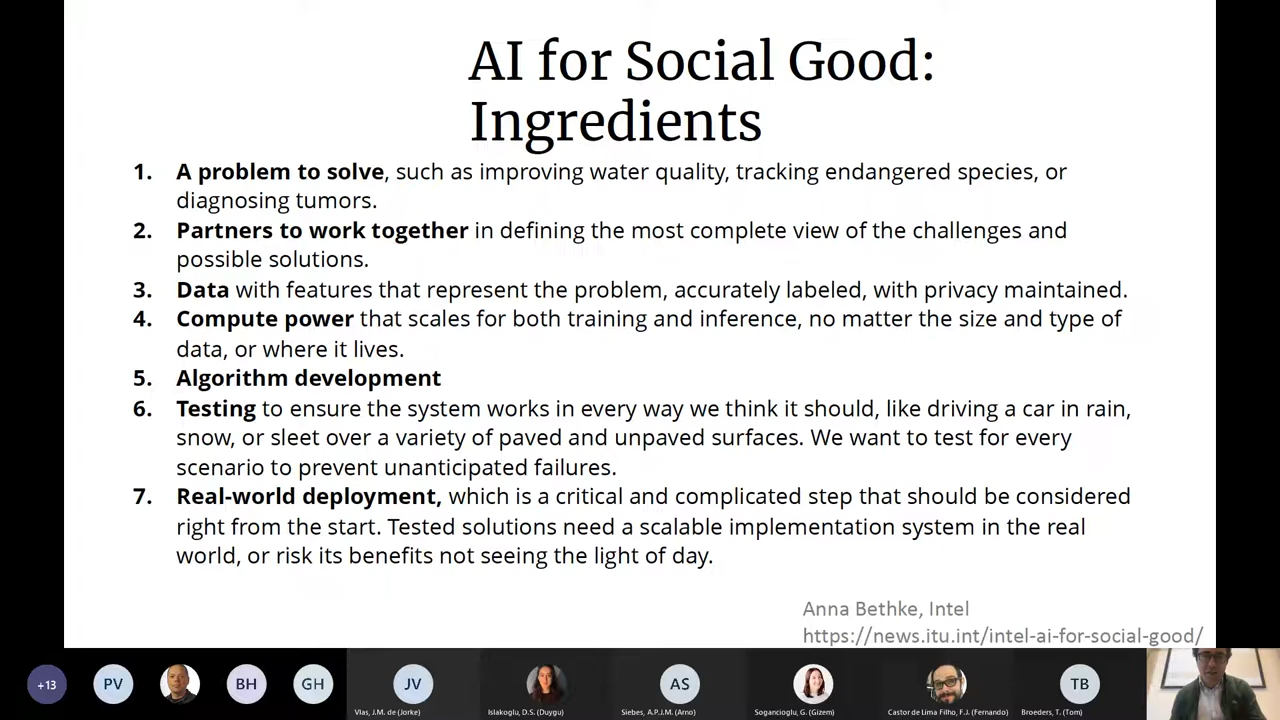 AI for Social Good:
Ingredients
1. A problem to solve, such as improving water quality, tracking endangered species, or
diagnosing tumors.
2. Partners to work together in defining the most complete view of the challenges and
possible solutions.
3. Data with features that represent the problem, accurately labeled, with privacy maintained.
4. Compute power that scales for both training and inference, no matter the size and type of
data, or where it lives.
5. Algorithm development
6. Testing to ensure the system works in every way we think it should, like driving a car in rain,
snow, or sleet over a variety of paved and unpaved surfaces. We want to test for every
scenario to prevent unanticipated failures.
7. Real-world deployment, which is a critical and complicated step that should be considered
right from the start. Tested solutions need a scalable implementation system in the real
world, or risk its benefits not seeing the light of day.
Anna Bethke, Intel
https://news.itu.int/intel-ai-for-social-good/
+13 PV BH GH JV AS TB
Vlas, J.M. de (Jorke) Islakoglu, D.S. (Duygu) Siebes, A.P.J.M. (Arno) Sogancioglu, G. (Gizem) Castor de Lima Filho, F.J. (Fernando) Broeders, T. (Tom)